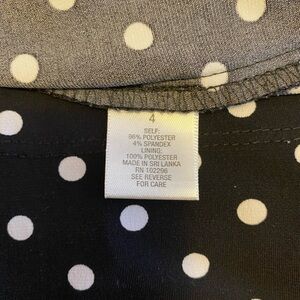 4
SELF:
96% POLYESTER
4% SPANDEX
LINING:
100% POLYESTER
MADE IN SRI LANKA
RN 102296
SEE REVERSE
FOR CARE